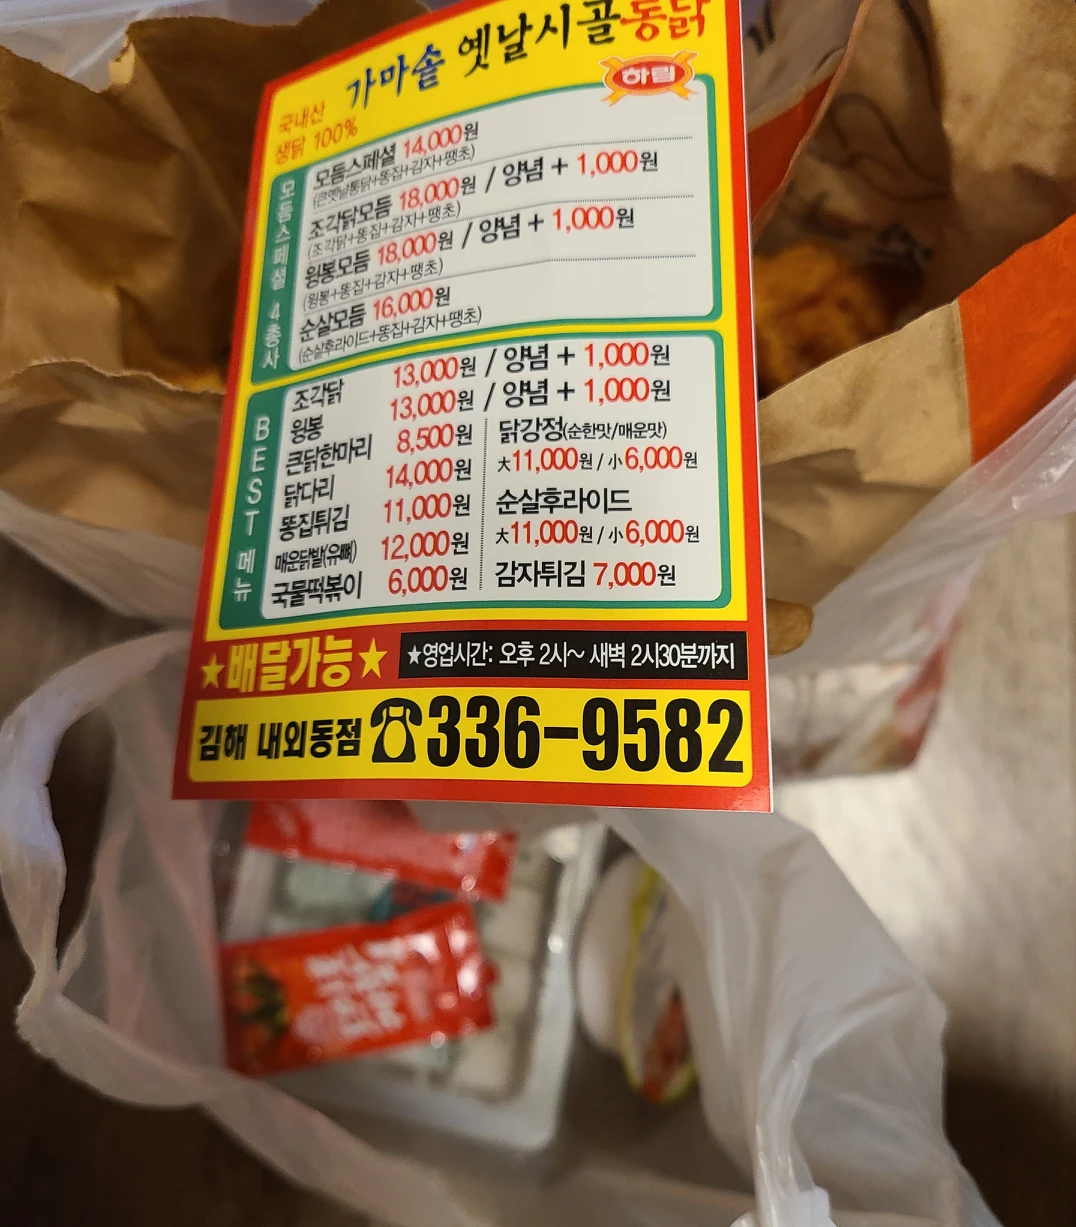 가마솥 옛날시골통닭
하림
국내산
생닭 100%
모둠스페셜 4총사
모둠스페셜 14,000원
(큰옛날통닭+똥집+감자+땡초)
조각닭모듬 18,000원 / 양념 + 1,000원
(조각닭+똥집+감자+땡초)
윙봉모듬 18,000원 / 양념 + 1,000원
(윙봉+똥집+감자+땡초)
순살모듬 16,000원
(순살후라이드+똥집+감자+땡초)
BEST 메뉴
조각닭 13,000원 / 양념 + 1,000원
윙봉 13,000원 / 양념 + 1,000원
큰닭한마리 8,500원
닭다리 14,000원
똥집튀김 11,000원
매운닭발(유뼈) 12,000원
국물떡볶이 6,000원
닭강정(순한맛/매운맛)
大11,000원 / 小6,000원
순살후라이드
大11,000원 / 小6,000원
감자튀김 7,000원
★배달가능★
★영업시간: 오후 2시~ 새벽 2시30분까지
김해 내외동점 ☎336-9582